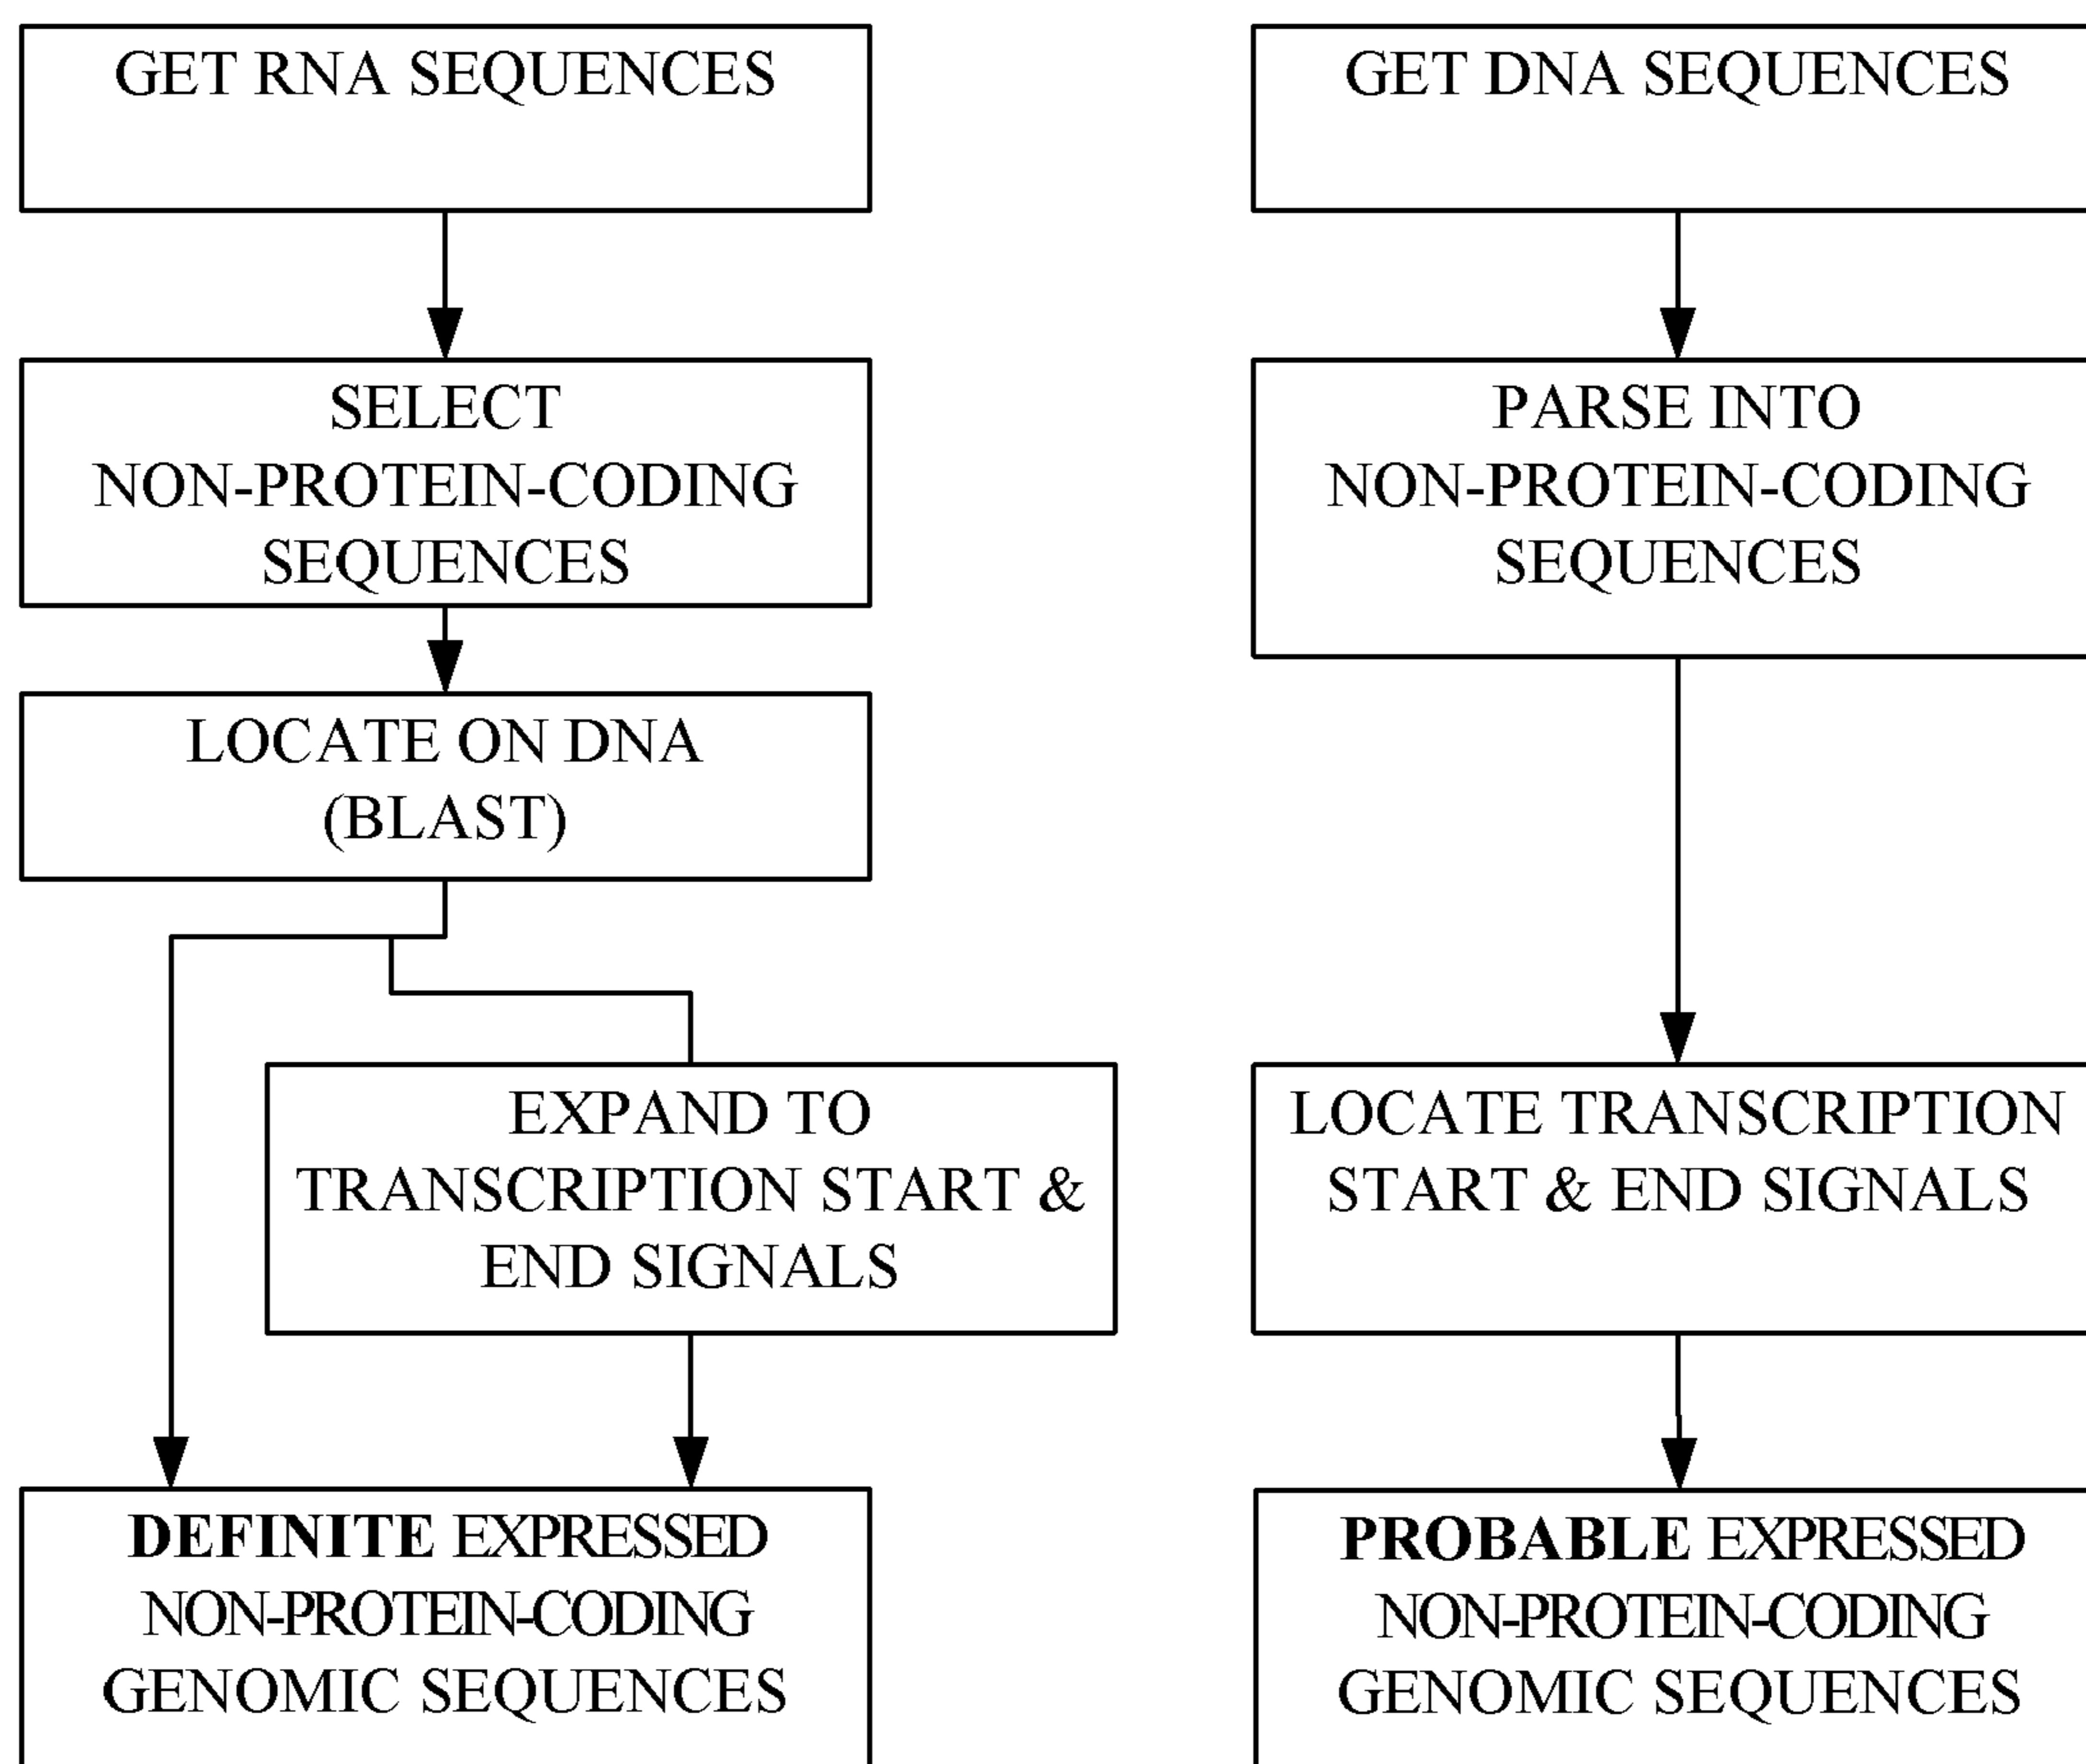 GET RNA SEQUENCES
SELECT
NON-PROTEIN-CODING
SEQUENCES
LOCATE ON DNA
(BLAST)
EXPAND TO
TRANSCRIPTION START &
END SIGNALS
DEFINITE EXPRESSED
NON-PROTEIN-CODING
GENOMIC SEQUENCES
GET DNA SEQUENCES
PARSE INTO
NON-PROTEIN-CODING
SEQUENCES
LOCATE TRANSCRIPTION
START & END SIGNALS
PROBABLE EXPRESSED
NON-PROTEIN-CODING
GENOMIC SEQUENCES